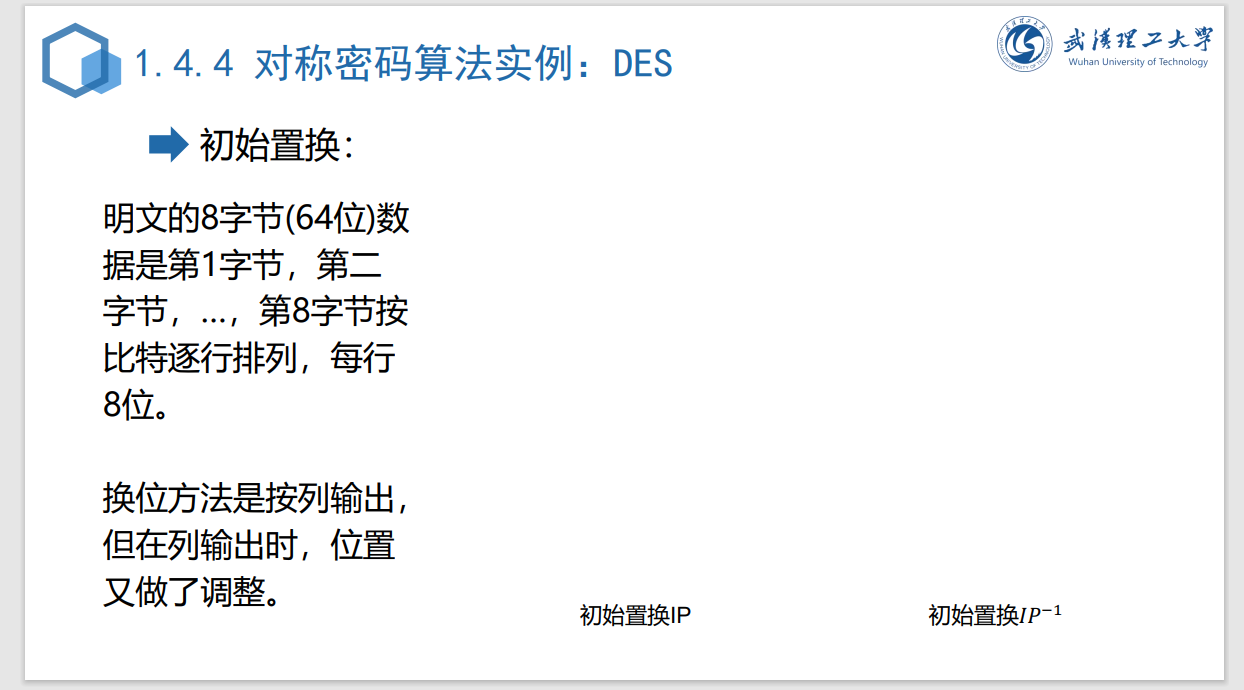 1.4.4 对称密码算法实例：DES
武汉理工大学
Wuhan University of Technology
初始置换：
明文的8字节(64位)数
据是第1字节，第二
字节，…，第8字节按
比特逐行排列，每行
8位。
换位方法是按列输出，
但在列输出时，位置
又做了调整。
初始置换IP
初始置换𝐼𝑃⁻¹